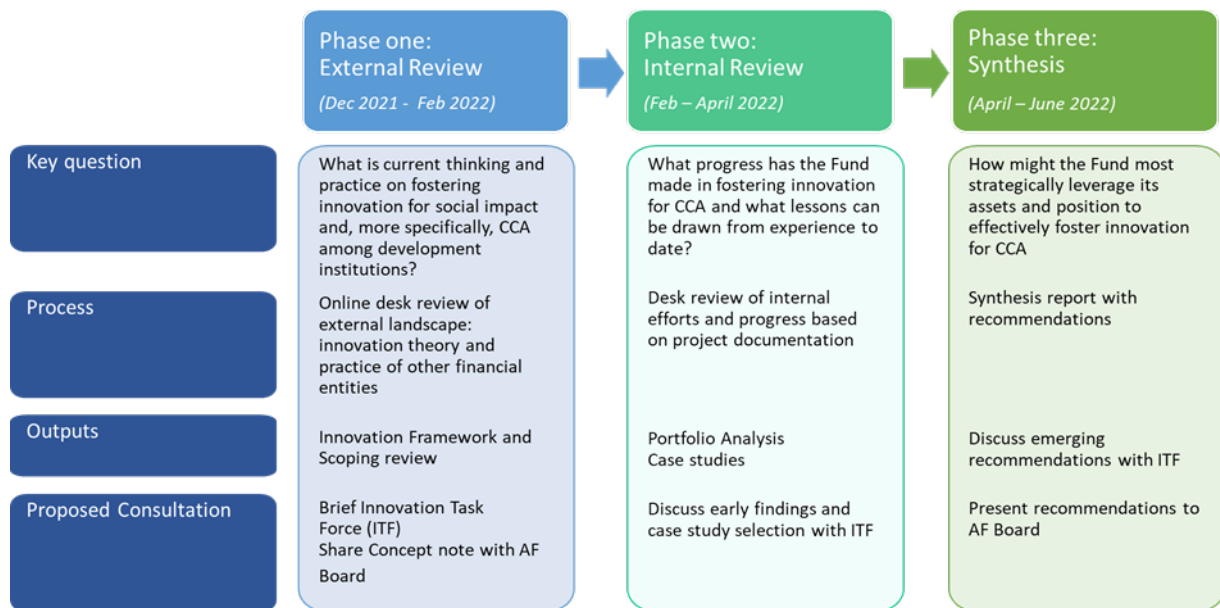 Phase one:
External Review
(Dec 2021 - Feb 2022)
Phase two:
Internal Review
(Feb – April 2022)
Phase three:
Synthesis
(April – June 2022)
Key question
What is current thinking and
practice on fostering
innovation for social impact
and, more specifically, CCA
among development
institutions?
What progress has the Fund
made in fostering innovation
for CCA and what lessons can
be drawn from experience to
date?
How might the Fund most
strategically leverage its
assets and position to
effectively foster innovation
for CCA
Process
Online desk review of
external landscape:
innovation theory and
practice of other financial
entities
Desk review of internal
efforts and progress based
on project documentation
Synthesis report with
recommendations
Outputs
Innovation Framework and
Scoping review
Portfolio Analysis
Case studies
Discuss emerging
recommendations with ITF
Proposed Consultation
Brief Innovation Task
Force (ITF)
Share Concept note with AF
Board
Discuss early findings and
case study selection with ITF
Present recommendations to
AF Board